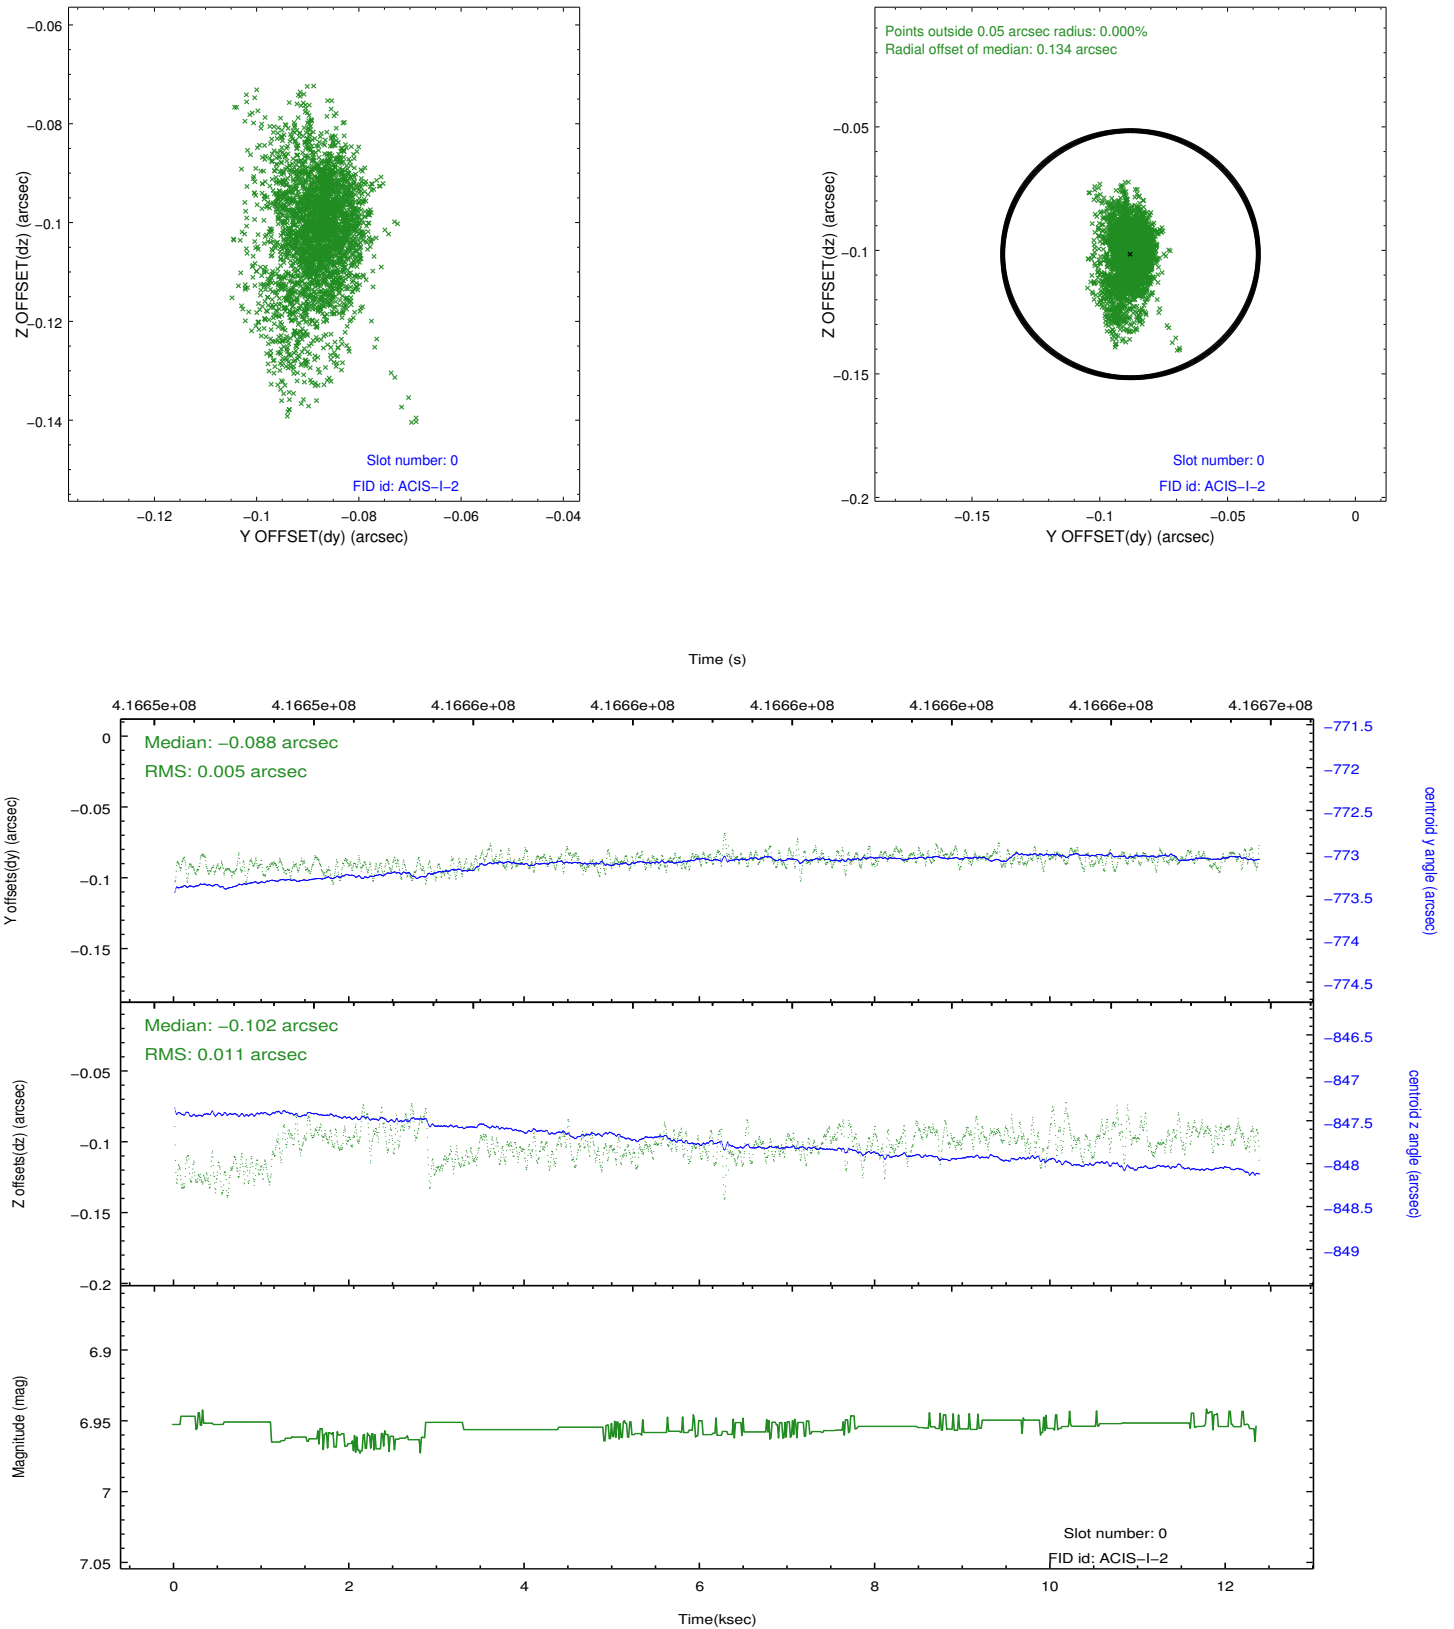 −0.06
−0.08
−0.1
−0.12
−0.14
Z OFFSET(dz) (arcsec)
Slot number: 0
FID id: ACIS−I−2
−0.12
−0.1
−0.08
−0.06
−0.04
Y OFFSET(dy) (arcsec)
Points outside 0.05 arcsec radius: 0.000%
Radial offset of median: 0.134 arcsec
−0.05
−0.1
−0.15
−0.2
Z OFFSET(dz) (arcsec)
Slot number: 0
FID id: ACIS−I−2
−0.15
−0.1
−0.05
0
Y OFFSET(dy) (arcsec)
Time (s)
4.1665e+08
4.1665e+08
4.1666e+08
4.1666e+08
4.1666e+08
4.1666e+08
4.1666e+08
4.1667e+08
Median: −0.088 arcsec
RMS: 0.005 arcsec
0
−0.05
−0.1
−0.15
Y offsets(dy) (arcsec)
−771.5
−772
−772.5
−773
−773.5
−774
−774.5
centroid y angle (arcsec)
Median: −0.102 arcsec
RMS: 0.011 arcsec
−0.05
−0.1
−0.15
−0.2
Z offsets(dz) (arcsec)
−846.5
−847
−847.5
−848
−848.5
−849
centroid z angle (arcsec)
6.9
6.95
7
7.05
Magnitude (mag)
Slot number: 0
FID id: ACIS−I−2
0
2
4
6
8
10
12
Time(ksec)